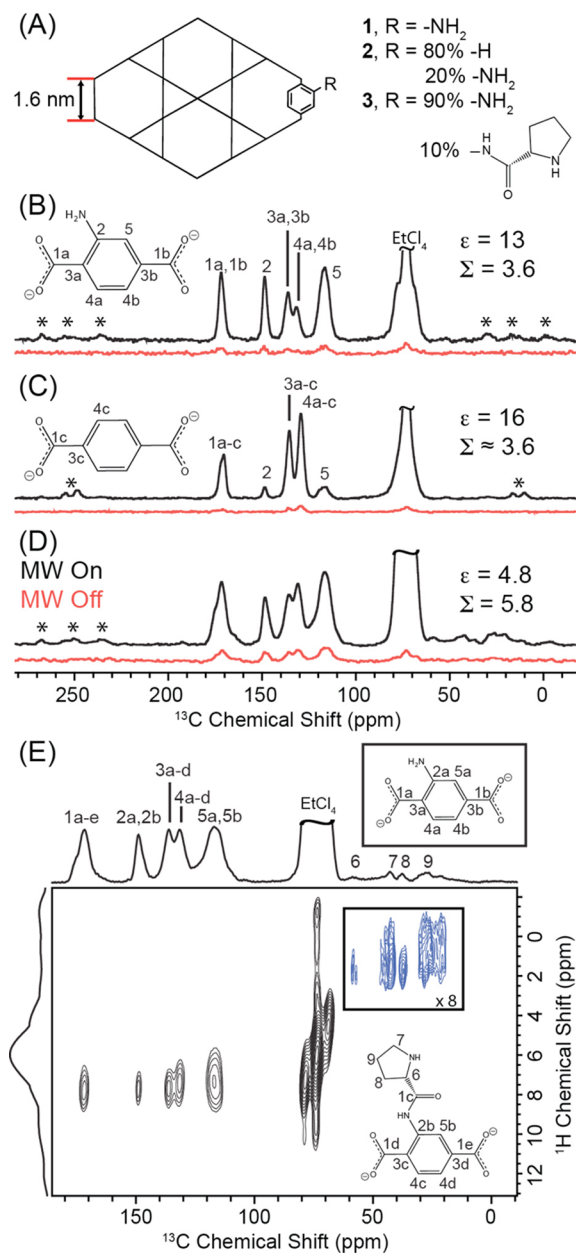 (A)
R
1.6 nm
1, R = -NH2
2, R = 80% -H
20% -NH2
3, R = 90% -NH2
10%
H
N
O
N
H
(B)
H2N
2
5
O
1a
1b
O
⊖O
3a
3b
O⊖
4a
4b
1a,1b
2
3a,3b
4a,4b
5
EtCl4
ε = 13
Σ = 3.6
* * *
* * *
(C)
4c
O
1c
O⊖
⊖O
3c
O
1a-c
2
3a-c
4a-c
5
ε = 16
Σ ≈ 3.6
*
*
(D)
MW On
MW Off
ε = 4.8
Σ = 5.8
* * *
250 200 150 100 50 0
13C Chemical Shift (ppm)
(E)
1a-e
2a,2b
3a-d
4a-d
5a,5b
EtCl4
6
7
8
9
H2N
2a
5a
O
1a
1b
O⊖
⊖O
3a
3b
O
4a
4b
x 8
7
9
NH
8
6
1c
O
HN
2b
5b
O
1d
1e
O⊖
⊖O
3c
3d
O
4c
4d
0
2
4
6
8
10
12
1H Chemical Shift (ppm)
150 100 50 0
13C Chemical Shift (ppm)